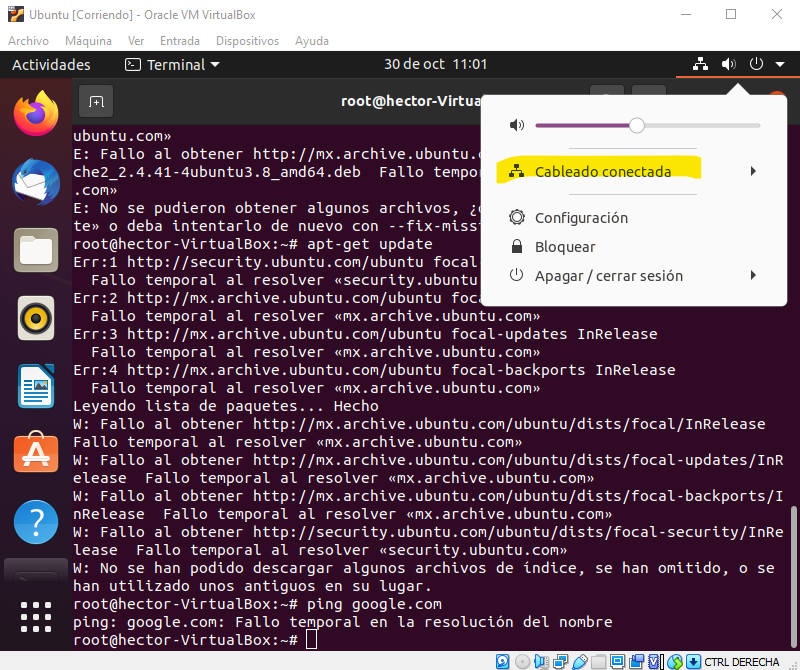 Ubuntu [Corriendo] - Oracle VM VirtualBox
Archivo Máquina Ver Entrada Dispositivos Ayuda
Actividades Terminal 30 de oct 11:01
root@hector-Virtua
ubuntu.com»
E: Fallo al obtener http://mx.archive.ubuntu.
che2_2.4.41-4ubuntu3.8_amd64.deb Fallo tempor
.com»
E: No se pudieron obtener algunos archivos,
te» o deba intentarlo de nuevo con --fix-miss
root@hector-VirtualBox:~# apt-get update
Err:1 http://security.ubuntu.com/ubuntu focal-
Fallo temporal al resolver «security.ubuntu.
Err:2 http://mx.archive.ubuntu.com/ubuntu foca
Fallo temporal al resolver «mx.archive.ubuntu.com»
Err:3 http://mx.archive.ubuntu.com/ubuntu focal-updates InRelease
Fallo temporal al resolver «mx.archive.ubuntu.com»
Err:4 http://mx.archive.ubuntu.com/ubuntu focal-backports InRelease
Fallo temporal al resolver «mx.archive.ubuntu.com»
Leyendo lista de paquetes... Hecho
W: Fallo al obtener http://mx.archive.ubuntu.com/ubuntu/dists/focal/InRelease
Fallo temporal al resolver «mx.archive.ubuntu.com»
W: Fallo al obtener http://mx.archive.ubuntu.com/ubuntu/dists/focal-updates/InR
elease Fallo temporal al resolver «mx.archive.ubuntu.com»
W: Fallo al obtener http://mx.archive.ubuntu.com/ubuntu/dists/focal-backports/I
nRelease Fallo temporal al resolver «mx.archive.ubuntu.com»
W: Fallo al obtener http://security.ubuntu.com/ubuntu/dists/focal-security/InRe
lease Fallo temporal al resolver «security.ubuntu.com»
W: No se han podido descargar algunos archivos de índice, se han omitido, o se
han utilizado unos antiguos en su lugar.
root@hector-VirtualBox:~# ping google.com
ping: google.com: Fallo temporal en la resolución del nombre
root@hector-VirtualBox:~#
Cableado conectada
Configuración
Bloquear
Apagar / cerrar sesión
CTRL DERECHA